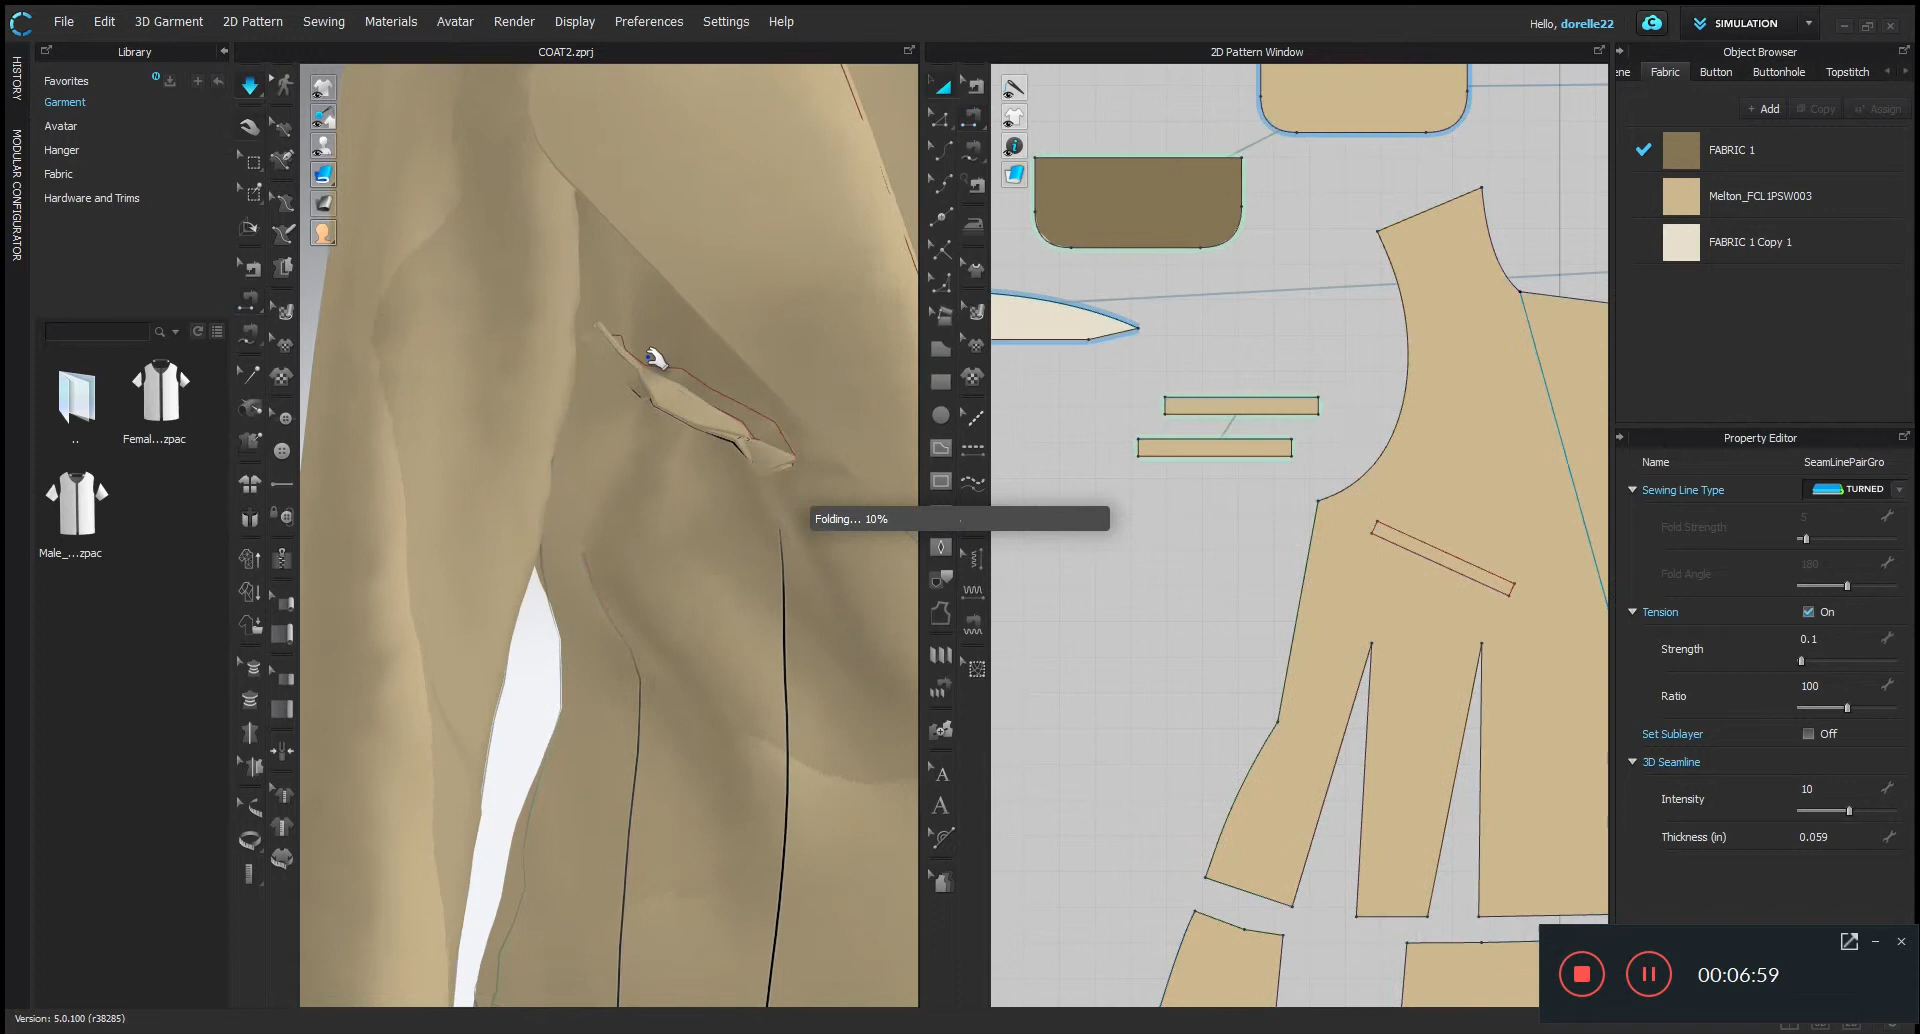 File Edit 3D Garment 2D Pattern Sewing Materials Avatar Render Display Preferences Settings Help
Hello, dorelle22
SIMULATION
Library
COAT2.zprj
2D Pattern Window
Object Browser
HISTORY
MODULAR CONFIGURATOR
Favorites
Garment
Avatar
Hanger
Fabric
Hardware and Trims
..
Femal...zpac
Male_...zpac
Folding... 10%
ene Fabric Button Buttonhole Topstitch
+ Add Copy Assign
FABRIC 1
Melton_FCL1PSW003
FABRIC 1 Copy 1
Property Editor
Name SeamLinePairGro
Sewing Line Type TURNED
Fold Strength 5
Fold Angle 180
Tension On
Strength 0.1
Ratio 100
Set Sublayer Off
3D Seamline
Intensity 10
Thickness (in) 0.059
00:06:59
Version: 5.0.100 (r38285)